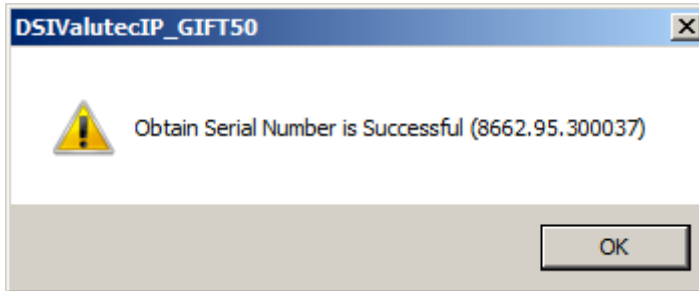 DSIValutecIP_GIFT50
Obtain Serial Number is Successful (8662.95.300037)
OK